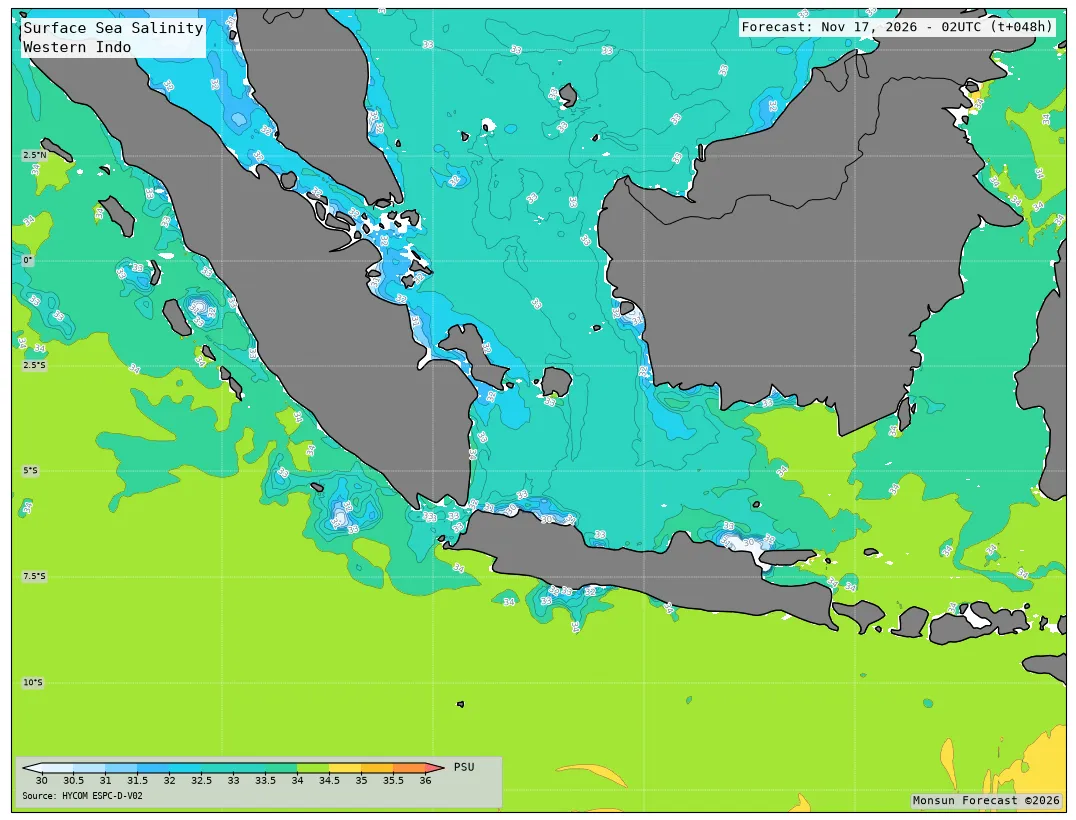 Surface Sea Salinity
Western Indo
Forecast: Nov 17, 2026 - 02UTC (t+048h)
2.5°N
0°
2.5°S
5°S
7.5°S
10°S
30 30.5 31 31.5 32 32.5 33 33.5 34 34.5 35 35.5 36 PSU
Source: HYCOM ESPC-D-V02
Monsun Forecast ©2026